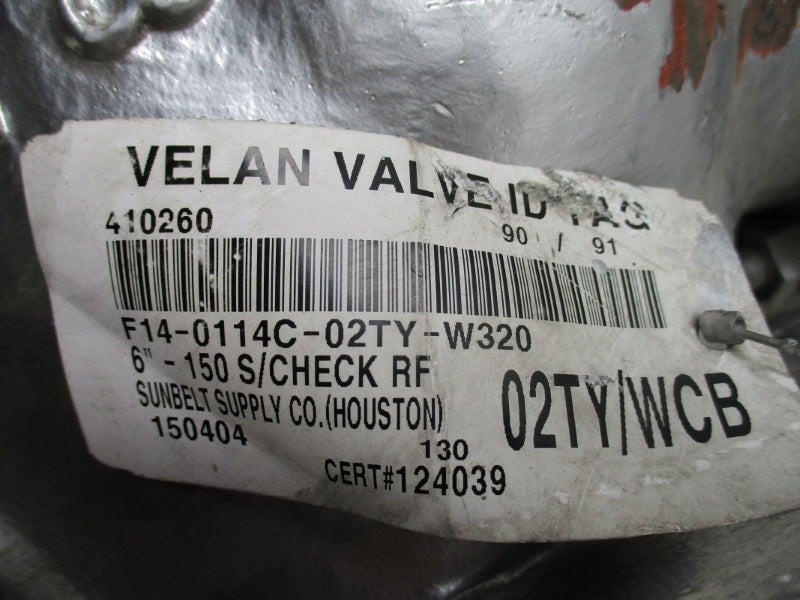 VELAN VALVE ID TAG
410260 90 / 91
F14-0114C-02TY-W320
6" - 150 S/CHECK RF
SUNBELT SUPPLY CO.(HOUSTON)
02TY/WCB
150404 130
CERT#124039